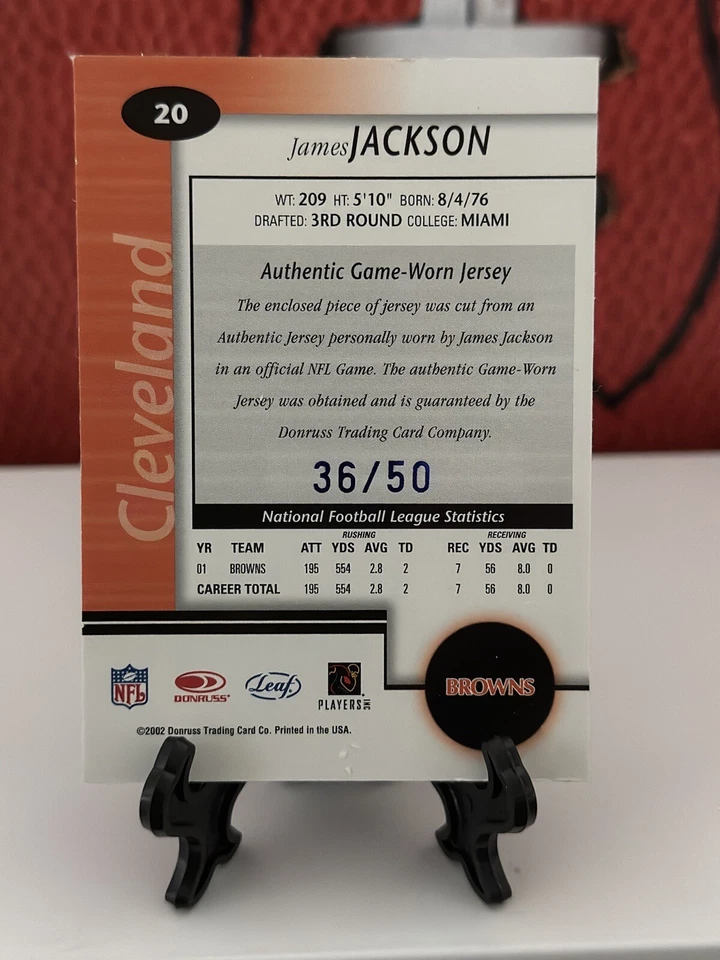 20
James JACKSON
WT: 209 HT: 5'10" BORN: 8/4/76
DRAFTED: 3RD ROUND COLLEGE: MIAMI
Cleveland
Authentic Game-Worn Jersey
The enclosed piece of jersey was cut from an
Authentic Jersey personally worn by James Jackson
in an official NFL Game. The authentic Game-Worn
Jersey was obtained and is guaranteed by the
Donruss Trading Card Company.
36/50
National Football League Statistics
RUSHING RECEIVING
YR TEAM ATT YDS AVG TD REC YDS AVG TD
01 BROWNS 195 554 2.8 2 7 56 8.0 0
CAREER TOTAL 195 554 2.8 2 7 56 8.0 0
NFL DONRUSS Leaf PLAYERS INC
BROWNS
©2002 Donruss Trading Card Co. Printed in the USA.